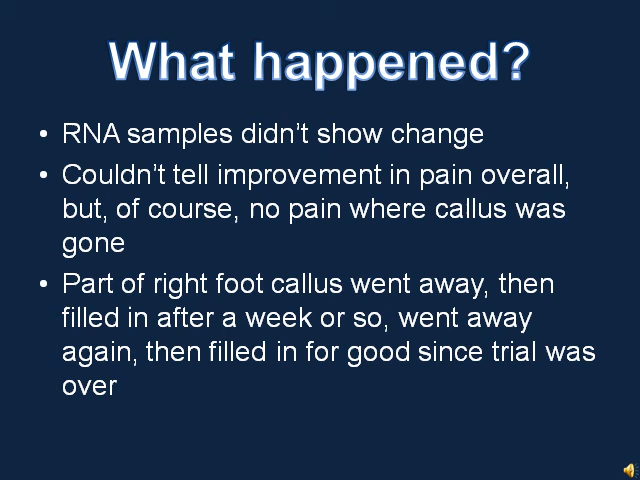 What happened?
• RNA samples didn’t show change
• Couldn’t tell improvement in pain overall,
but, of course, no pain where callus was
gone
• Part of right foot callus went away, then
filled in after a week or so, went away
again, then filled in for good since trial was
over